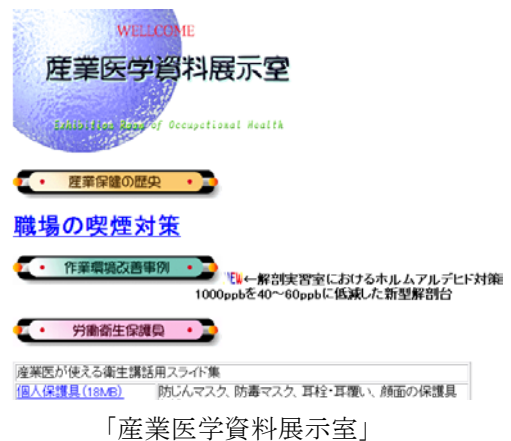 WELLCOME
産業医学資料展示室
Exhibition Room of Occupational Health
・ 産業保健の歴史 ・
職場の喫煙対策
・ 作業環境改善事例 ・
NEW←解剖実習室におけるホルムアルデヒド対策
1000ppbを40～60ppbに低減した新型解剖台
・ 労働衛生保護具 ・
産業医が使える衛生講話用スライド集
個人保護具(18MB) 防じんマスク、防毒マスク、耳栓・耳覆い、顔面の保護具
「産業医学資料展示室」